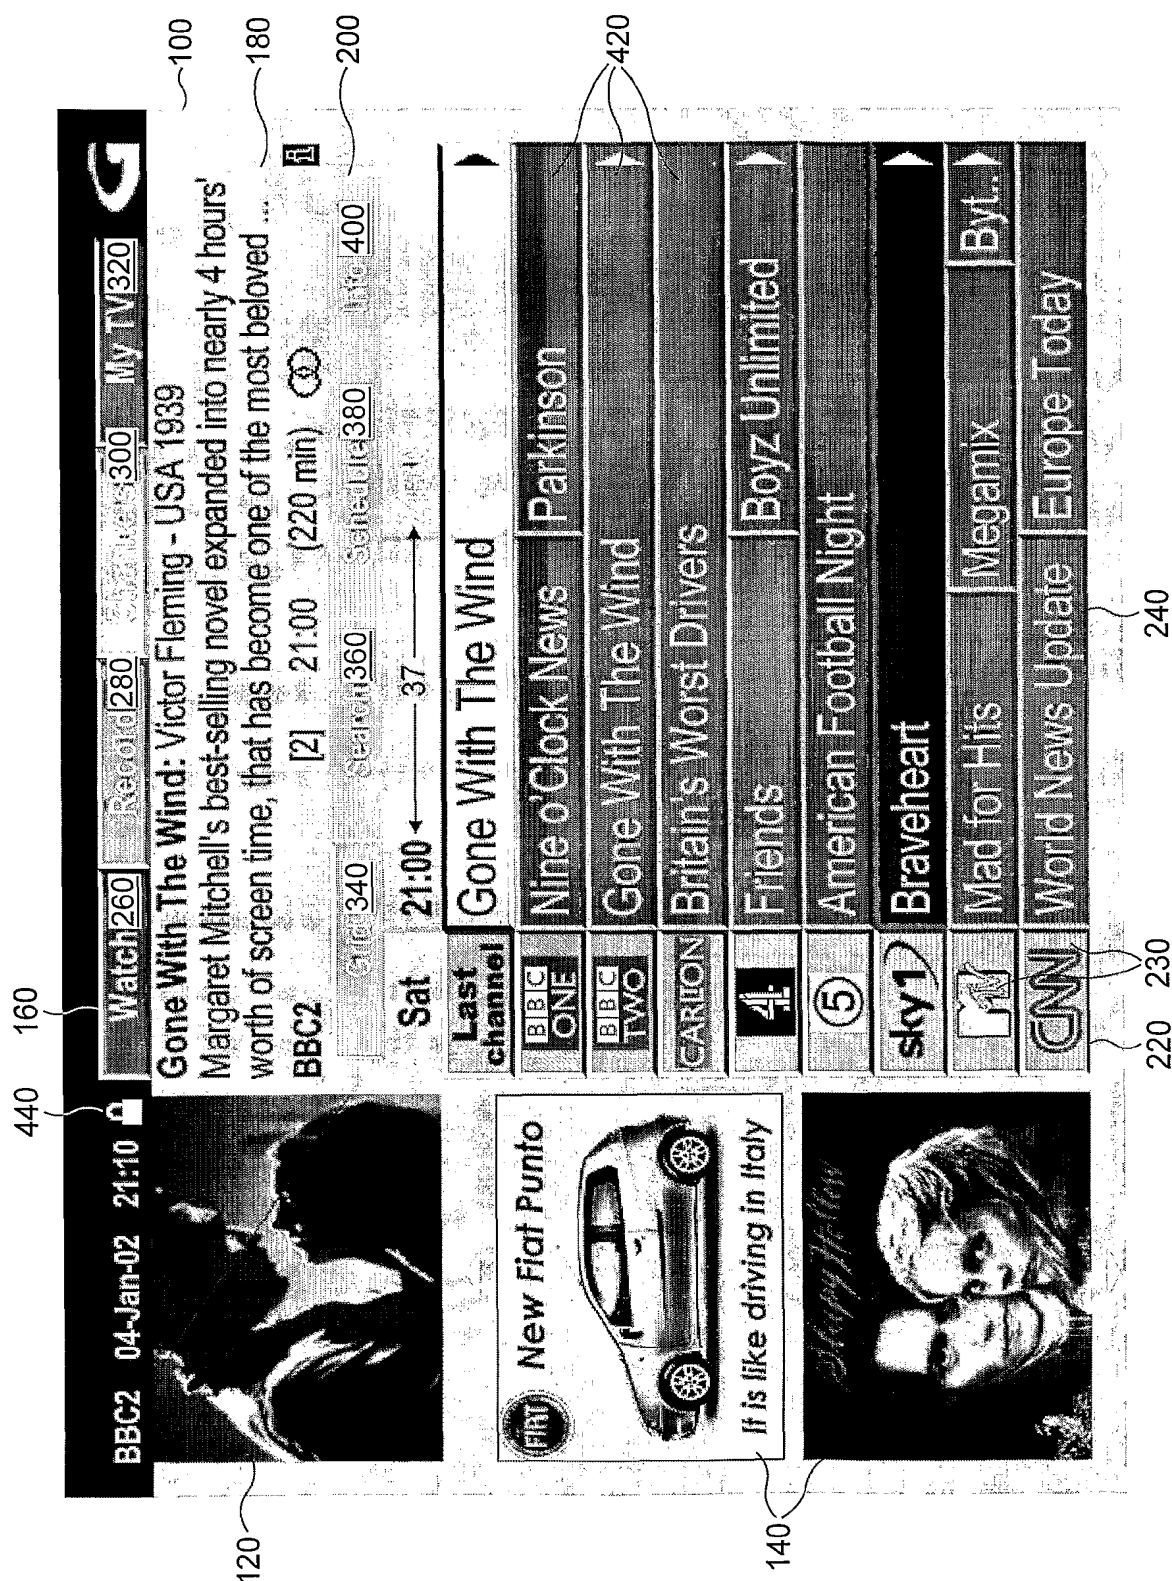 BBC2 04-Jan-02 21:10
440
160
Watch 260
Record 280
300
My TV 320
100
Gone With The Wind: Victor Fleming - USA 1939
Margaret Mitchell's best-selling novel expanded into nearly 4 hours'
worth of screen time, that has become one of the most beloved ...
BBC2 [2] 21:00 (220 min)
180
Grid 340
Search 360
Schedule 380
Info 400
200
Sat 21:00 37
Last channel
Gone With The Wind
BBC ONE
Nine o'Clock News
Parkinson
420
BBC TWO
Gone With The Wind
CARLTON
Britain's Worst Drivers
4
Friends
Boyz Unlimited
5
American Football Night
sky1
Braveheart
MTV
Mad for Hits
Megamix
Byt...
CNN
World News Update
Europe Today
220
230
240
120
FIAT
New Fiat Punto
It is like driving in Italy
140